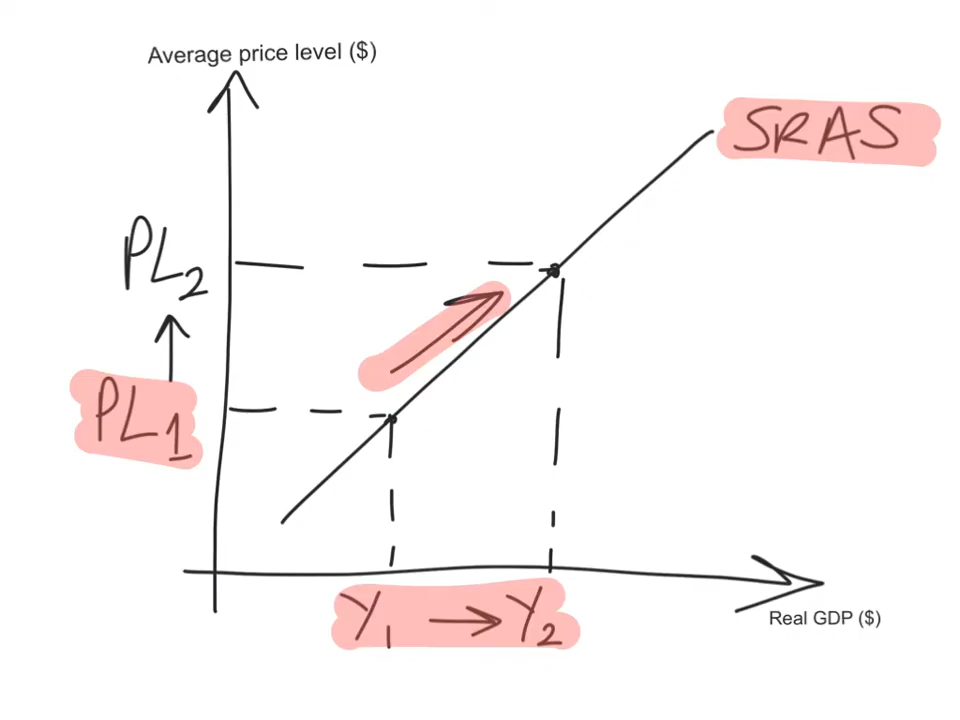 Average price level ($)
SRAS
PL2
PL1
Y1 → Y2
Real GDP ($)